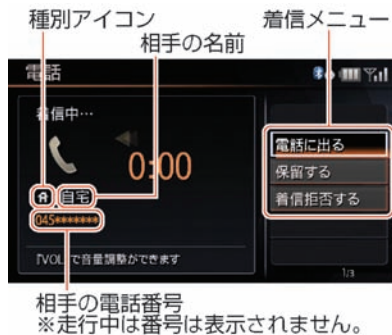 種別アイコン
相手の名前
着信メニュー
電話
着信中…
0:00
電話に出る
保留する
着信拒否する
自宅
045*******
『VOL』で音量調整ができます
1/3
相手の電話番号
※走行中は番号は表示されません。